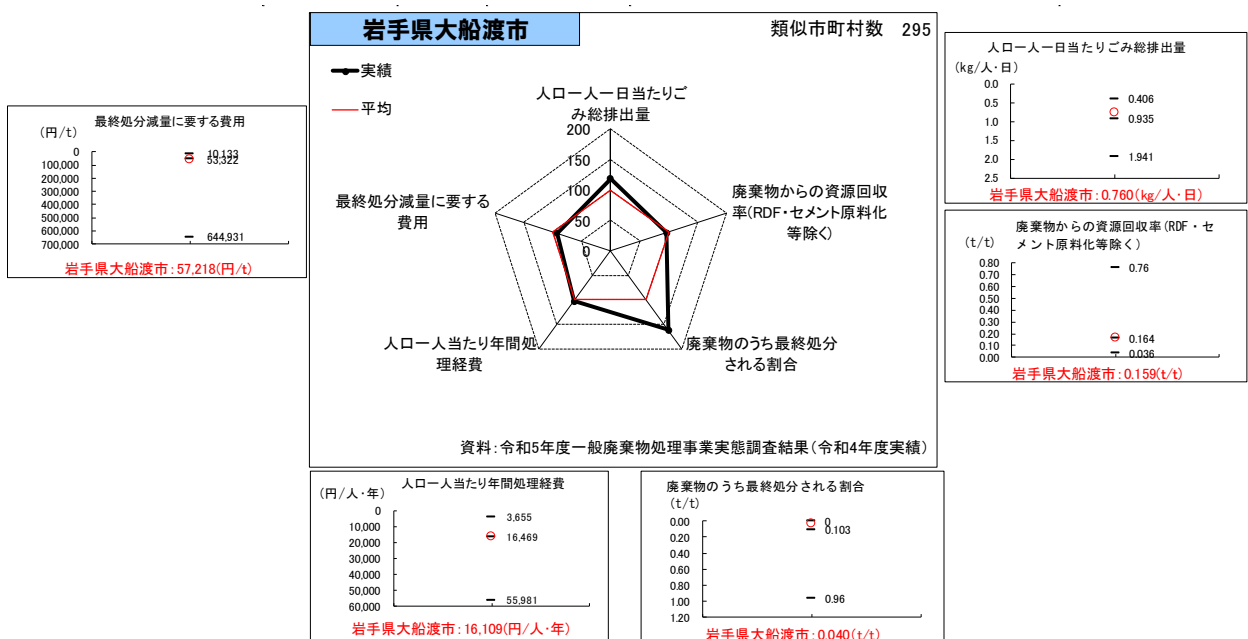 岩手県大船渡市
類似市町村数 295
実績
平均
人口一人一日当たりご
み総排出量
200
150
100
50
0
廃棄物からの資源回収
率(RDF・セメント原料化
等除く)
廃棄物のうち最終処分
される割合
人口一人当たり年間処
理経費
最終処分減量に要する
費用
資料:令和5年度一般廃棄物処理事業実態調査結果(令和4年度実績)
最終処分減量に要する費用
(円/t)
0
100,000
200,000
300,000
400,000
500,000
600,000
700,000
10,133
53,322
644,931
岩手県大船渡市:57,218(円/t)
人口一人一日当たりごみ総排出量
(kg/人・日)
0.0
0.5
1.0
1.5
2.0
2.5
0.406
0.935
1.941
岩手県大船渡市:0.760(kg/人・日)
廃棄物からの資源回収率(RDF・セ
メント原料化等除く)
(t/t)
0.80
0.70
0.60
0.50
0.40
0.30
0.20
0.10
0.00
0.76
0.164
0.036
岩手県大船渡市:0.159(t/t)
人口一人当たり年間処理経費
(円/人・年)
0
10,000
20,000
30,000
40,000
50,000
60,000
3,655
16,469
55,981
岩手県大船渡市:16,109(円/人・年)
廃棄物のうち最終処分される割合
(t/t)
0.00
0.20
0.40
0.60
0.80
1.00
1.20
0
0.103
0.96
岩手県大船渡市:0.040(t/t)